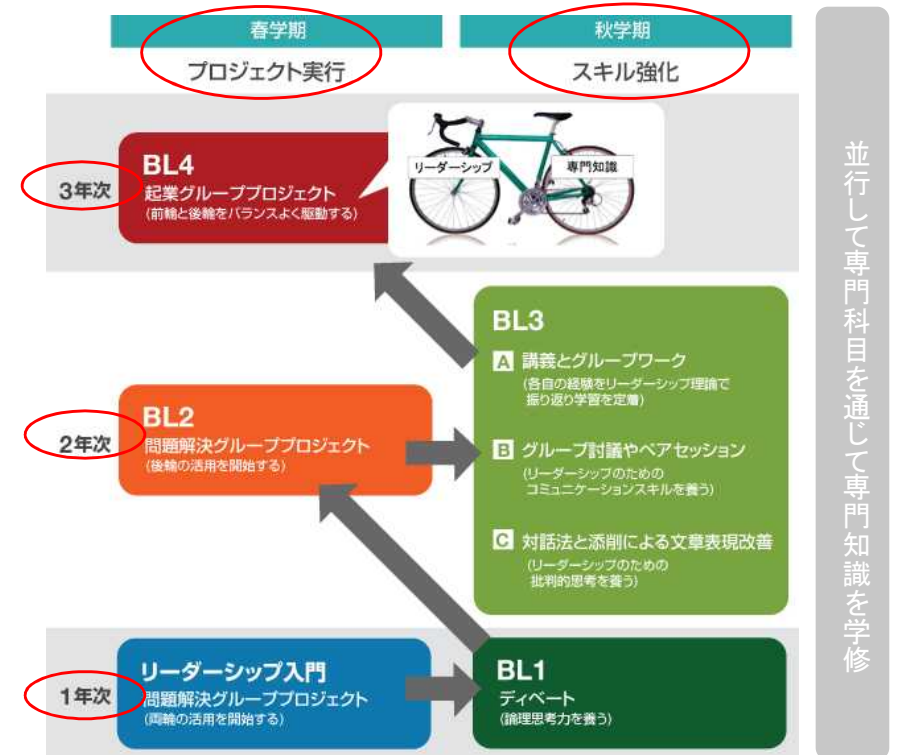 春学期
秋学期
プロジェクト実行
スキル強化
3年次
BL4
起業グループプロジェクト
(前輪と後輪をバランスよく駆動する)
リーダーシップ
専門知識
BL3
A 講義とグループワーク
(各自の経験をリーダーシップ理論で
振り返り学習を定着)
B グループ討議やペアセッション
(リーダーシップのための
コミュニケーションスキルを養う)
C 対話法と添削による文章表現改善
(リーダーシップのための
批判的思考を養う)
2年次
BL2
問題解決グループプロジェクト
(後輪の活用を開始する)
1年次
リーダーシップ入門
問題解決グループプロジェクト
(両輪の活用を開始する)
BL1
ディベート
(論理思考力を養う)
並行して専門科目を通じて専門知識を学修